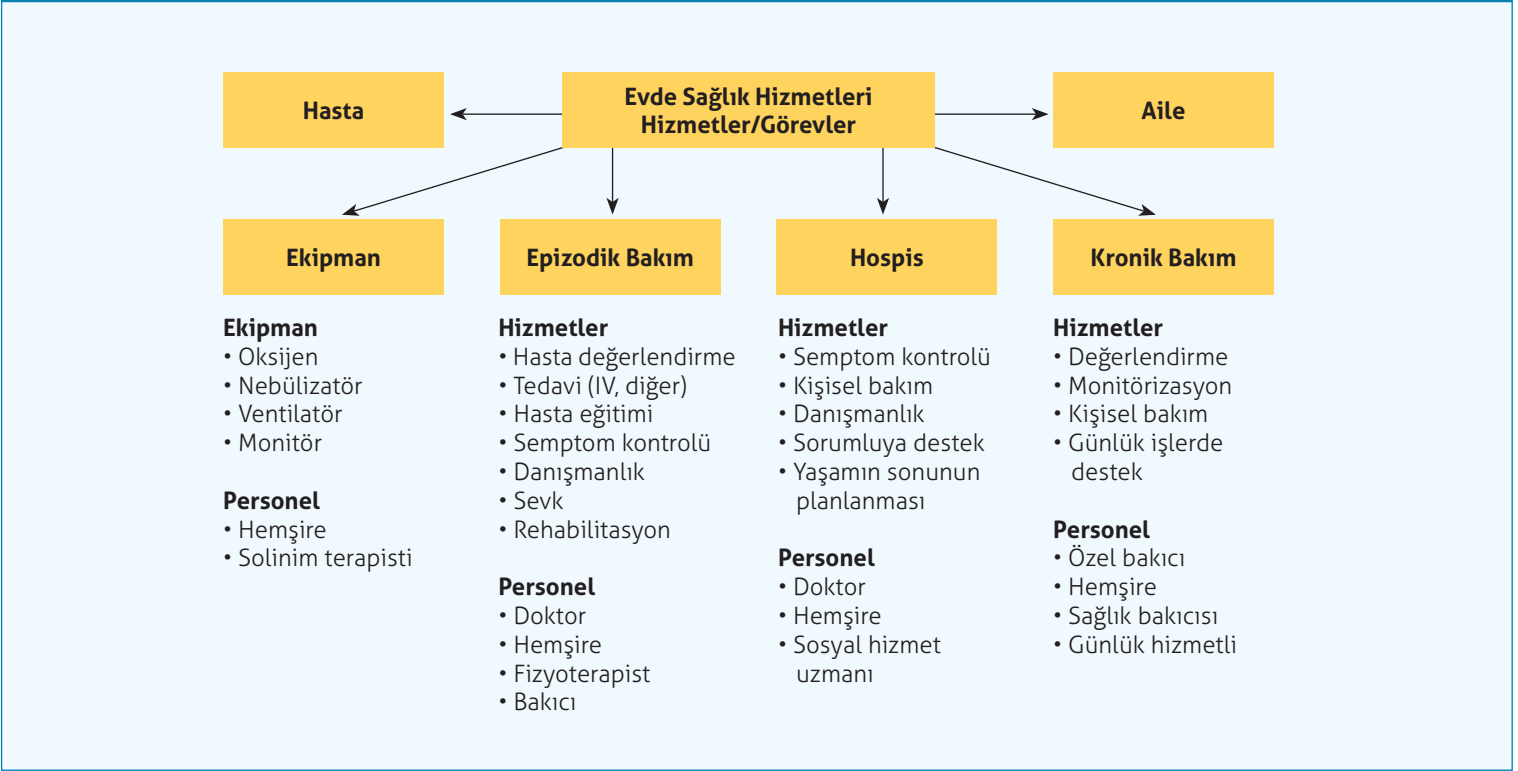 Hasta
Evde Sağlık Hizmetleri
Hizmetler/Görevler
Aile
Ekipman
Epizodik Bakım
Hospis
Kronik Bakım
Ekipman
• Oksijen
• Nebülizatör
• Ventilatör
• Monitör
Personel
• Hemşire
• Solinim terapisti
Hizmetler
• Hasta değerlendirme
• Tedavi (IV, diğer)
• Hasta eğitimi
• Semptom kontrolü
• Danışmanlık
• Sevk
• Rehabilitasyon
Personel
• Doktor
• Hemşire
• Fizyoterapist
• Bakıcı
Hizmetler
• Semptom kontrolü
• Kişisel bakım
• Danışmanlık
• Sorumluya destek
• Yaşamın sonunun
planlanması
Personel
• Doktor
• Hemşire
• Sosyal hizmet
uzmanı
Hizmetler
• Değerlendirme
• Monitörizasyon
• Kişisel bakım
• Günlük işlerde
destek
Personel
• Özel bakıcı
• Hemşire
• Sağlık bakıcısı
• Günlük hizmetli